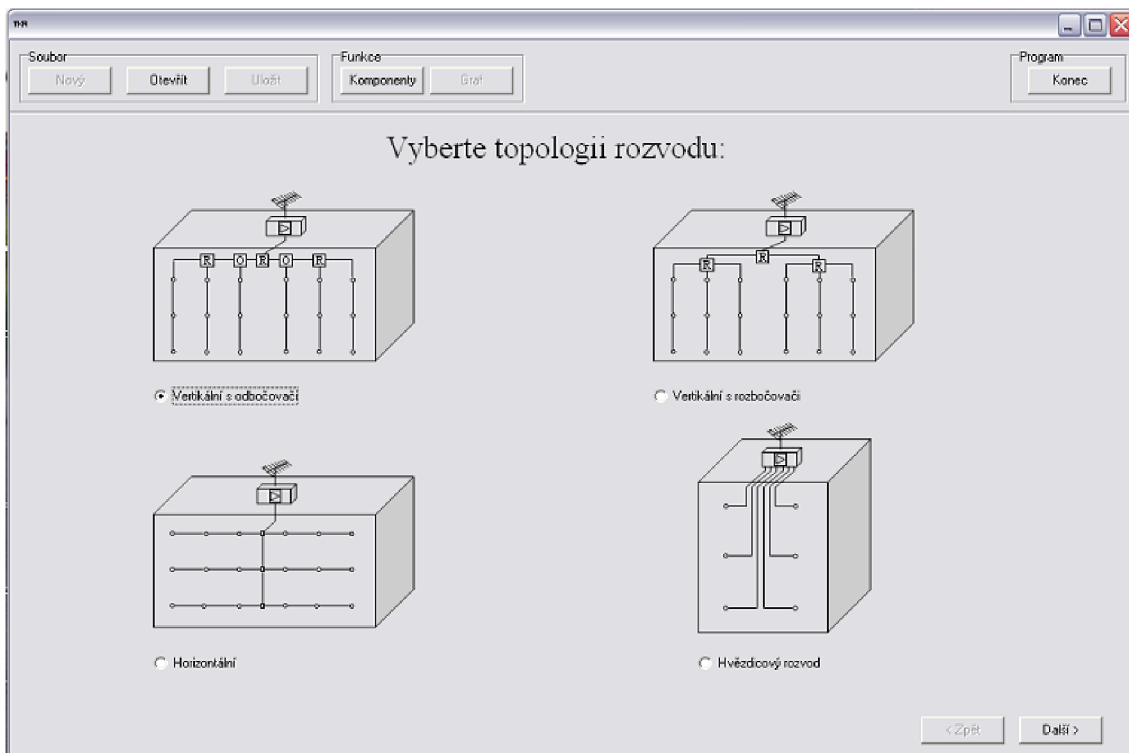 TKR
Soubor
Nový Otevřít Uložit
Funkce
Komponenty Graf
Program
Konec
Vyberte topologii rozvodu:
R O R O R
R
R R
Vertikální s odbočovači
Vertikální s rozbočovači
Horizontální
Hvězdicový rozvod
< Zpět Další >